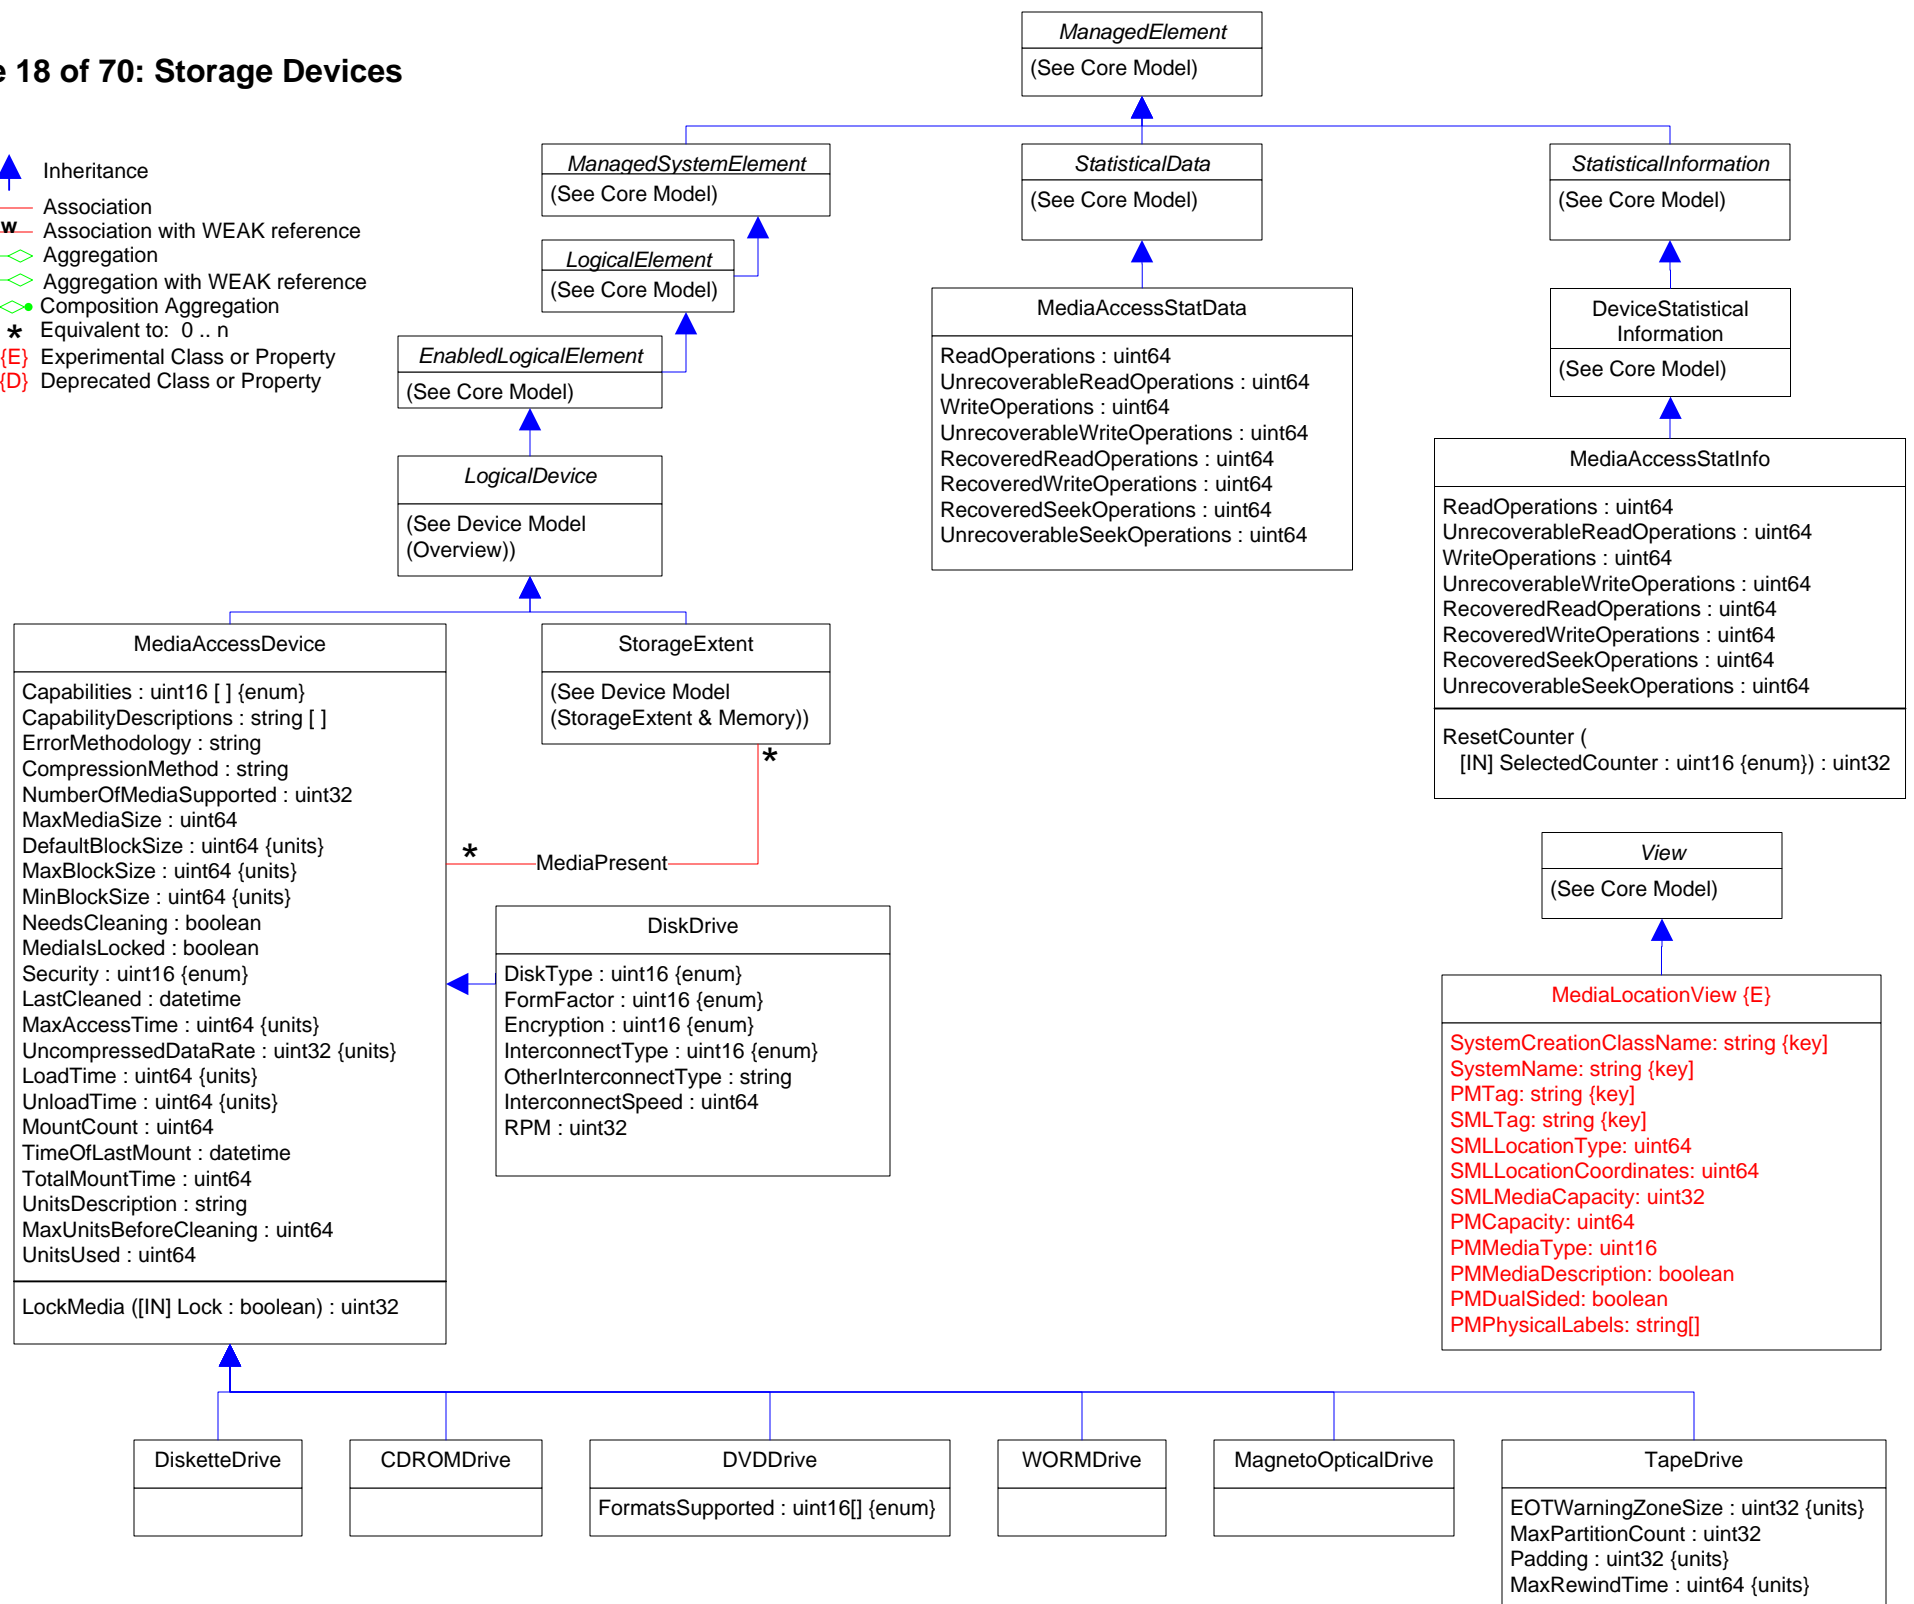 e 18 of 70: Storage Devices
Inheritance
Association
w Association with WEAK reference
Aggregation
Aggregation with WEAK reference
Composition Aggregation
* Equivalent to: 0 .. n
{E} Experimental Class or Property
{D} Deprecated Class or Property
ManagedElement
(See Core Model)
ManagedSystemElement
(See Core Model)
StatisticalData
(See Core Model)
StatisticalInformation
(See Core Model)
LogicalElement
(See Core Model)
EnabledLogicalElement
(See Core Model)
LogicalDevice
(See Device Model
(Overview))
MediaAccessStatData
ReadOperations : uint64
UnrecoverableReadOperations : uint64
WriteOperations : uint64
UnrecoverableWriteOperations : uint64
RecoveredReadOperations : uint64
RecoveredWriteOperations : uint64
RecoveredSeekOperations : uint64
UnrecoverableSeekOperations : uint64
DeviceStatistical
Information
(See Core Model)
MediaAccessStatInfo
ReadOperations : uint64
UnrecoverableReadOperations : uint64
WriteOperations : uint64
UnrecoverableWriteOperations : uint64
RecoveredReadOperations : uint64
RecoveredWriteOperations : uint64
RecoveredSeekOperations : uint64
UnrecoverableSeekOperations : uint64
ResetCounter (
[IN] SelectedCounter : uint16 {enum}) : uint32
MediaAccessDevice
Capabilities : uint16 [ ] {enum}
CapabilityDescriptions : string [ ]
ErrorMethodology : string
CompressionMethod : string
NumberOfMediaSupported : uint32
MaxMediaSize : uint64
DefaultBlockSize : uint64 {units}
MaxBlockSize : uint64 {units}
MinBlockSize : uint64 {units}
NeedsCleaning : boolean
MediaIsLocked : boolean
Security : uint16 {enum}
LastCleaned : datetime
MaxAccessTime : uint64 {units}
UncompressedDataRate : uint32 {units}
LoadTime : uint64 {units}
UnloadTime : uint64 {units}
MountCount : uint64
TimeOfLastMount : datetime
TotalMountTime : uint64
UnitsDescription : string
MaxUnitsBeforeCleaning : uint64
UnitsUsed : uint64
LockMedia ([IN] Lock : boolean) : uint32
StorageExtent
(See Device Model
(StorageExtent & Memory))
*
* MediaPresent
DiskDrive
DiskType : uint16 {enum}
FormFactor : uint16 {enum}
Encryption : uint16 {enum}
InterconnectType : uint16 {enum}
OtherInterconnectType : string
InterconnectSpeed : uint64
RPM : uint32
View
(See Core Model)
MediaLocationView {E}
SystemCreationClassName: string {key]
SystemName: string {key]
PMTag: string {key]
SMLTag: string {key]
SMLLocationType: uint64
SMLLocationCoordinates: uint64
SMLMediaCapacity: uint32
PMCapacity: uint64
PMMediaType: uint16
PMMediaDescription: boolean
PMDualSided: boolean
PMPhysicalLabels: string[]
DisketteDrive
CDROMDrive
DVDDrive
FormatsSupported : uint16[] {enum}
WORMDrive
MagnetoOpticalDrive
TapeDrive
EOTWarningZoneSize : uint32 {units}
MaxPartitionCount : uint32
Padding : uint32 {units}
MaxRewindTime : uint64 {units}